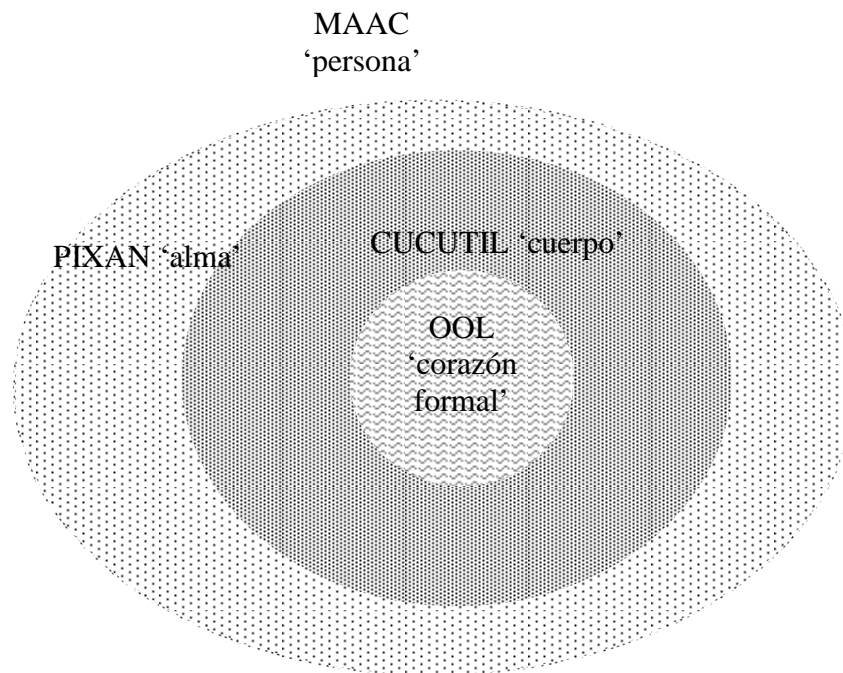 MAAC
‘persona’
PIXAN ‘alma’
CUCUTIL ‘cuerpo’
OOL
‘corazón
formal’